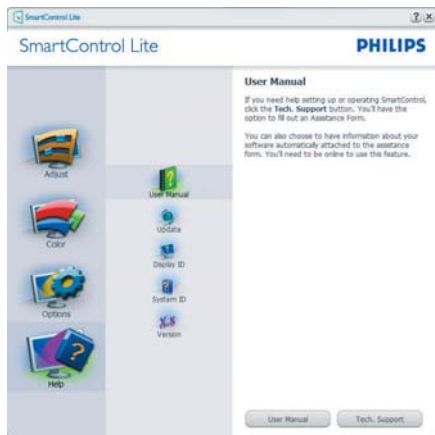 SmartControl Lite
SmartControl Lite
PHILIPS
Adjust
Color
Options
Help
User Manual
Update
Display ID
System ID
Version
User Manual
If you need help setting up or operating SmartControl,
click the Tech. Support button. You'll have the
option to fill out an Assistance Form.
You can also choose to have information about your
software automatically attached to the assistance
form. You'll need to be online to use this feature.
User Manual
Tech. Support